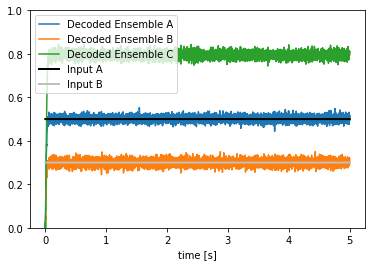 1.0
0.8
0.6
0.4
0.2
0.0
Decoded Ensemble A
Decoded Ensemble B
Decoded Ensemble C
Input A
Input B
0
1
2
3
4
5
time [s]